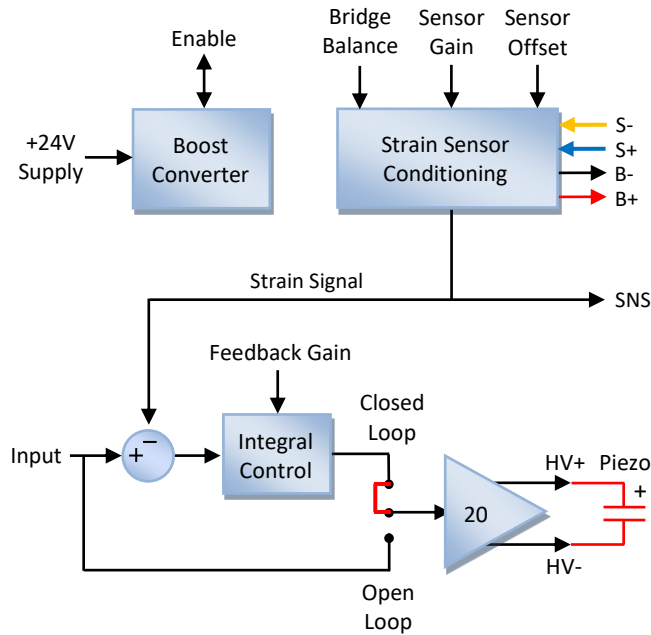 Enable
Bridge
Balance
Sensor
Gain
Sensor
Offset
+24V
Supply
Boost
Converter
Strain Sensor
Conditioning
S-
S+
B-
B+
Strain Signal
SNS
Feedback Gain
Closed
Loop
Input
+
−
Integral
Control
20
HV+
Piezo
+
HV-
Open
Loop